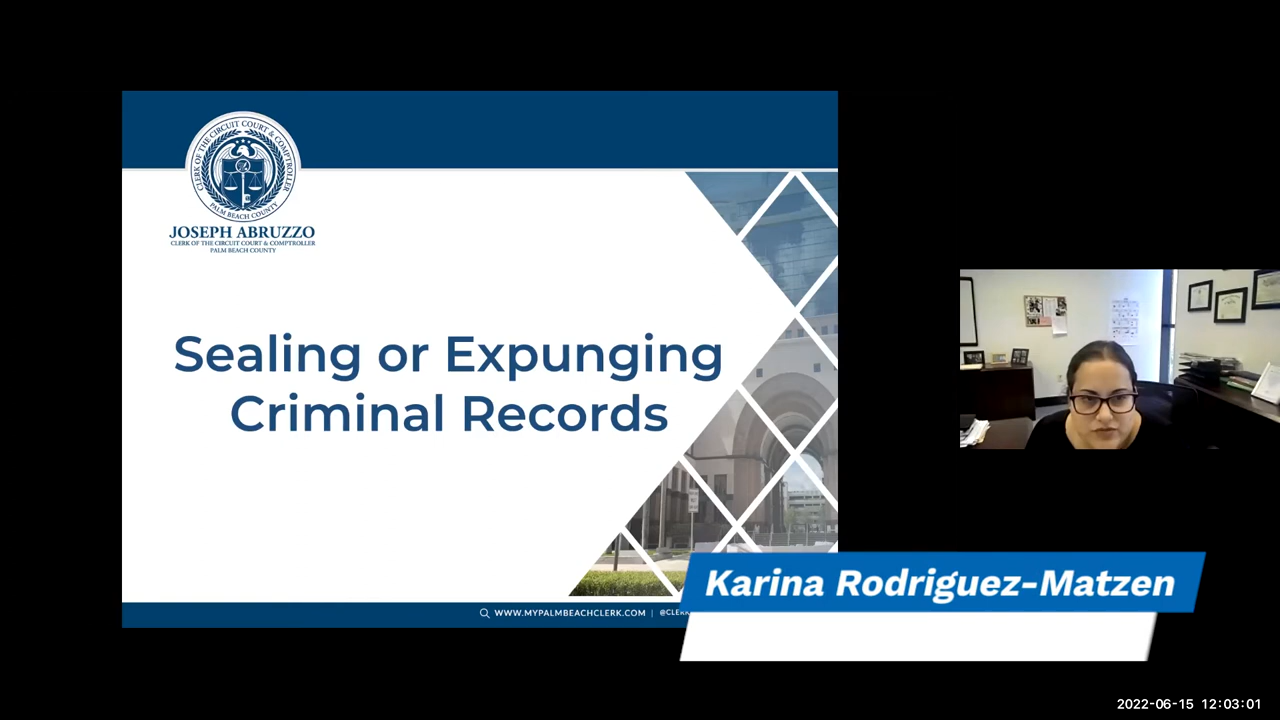 CLERK OF THE CIRCUIT COURT & COMPTROLLER
PALM BEACH COUNTY
JOSEPH ABRUZZO
CLERK OF THE CIRCUIT COURT & COMPTROLLER
PALM BEACH COUNTY
Sealing or Expunging
Criminal Records
WWW.MYPALMBEACHCLERK.COM |
Karina Rodriguez-Matzen
2022-06-15 12:03:01